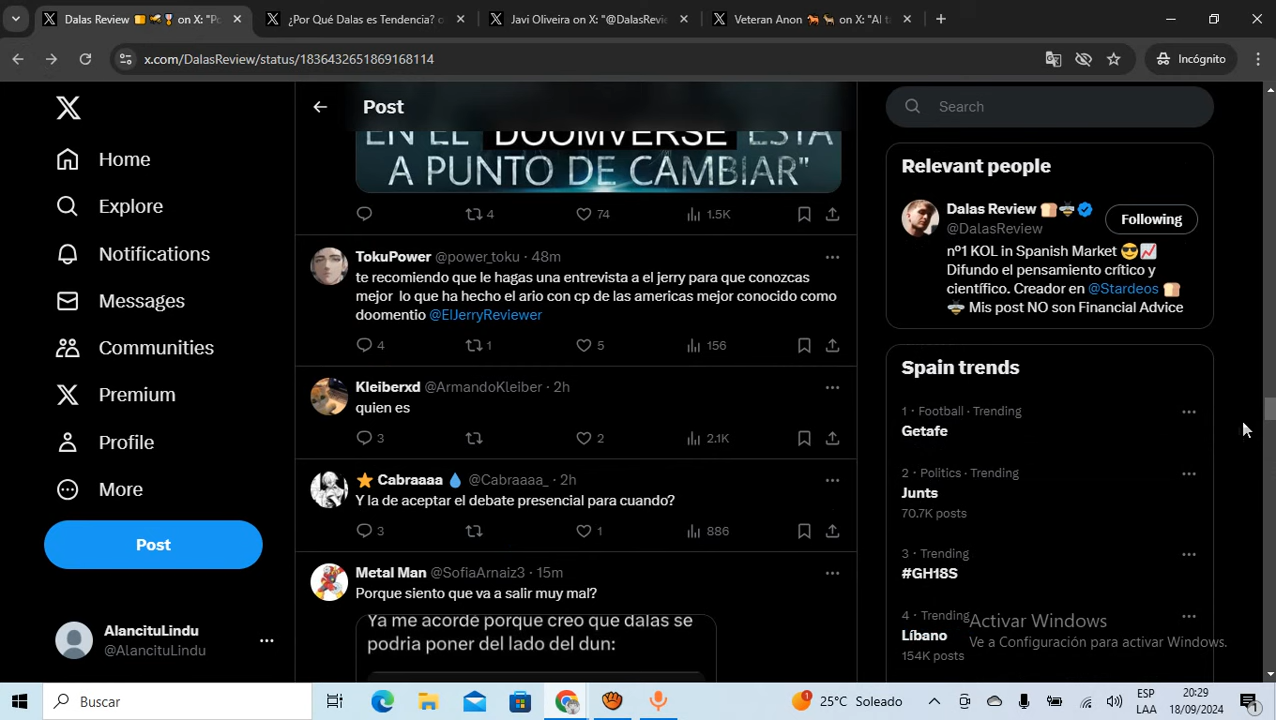 Dalas Review on X: "Po
¿Por Qué Dalas es Tendencia?
Javi Oliveira on X: "@DalasRevie
Veteran Anon on X: "Al t
x.com/DalasReview/status/1836432651869168114
Incógnito
Home
Explore
Notifications
Messages
Communities
Premium
Profile
More
Post
AlancituLindu
@AlancituLindu
Post
EN EL DOOMVERSE ESTÁ
A PUNTO DE CAMBIAR"
4 74 1.5K
TokuPower @power_toku · 48m
te recomiendo que le hagas una entrevista a el jerry para que conozcas
mejor lo que ha hecho el ario con cp de las americas mejor conocido como
doomentio @ElJerryReviewer
4 1 5 156
Kleiberxd @ArmandoKleiber · 2h
quien es
3 2 2.1K
Cabraaaa @Cabraaaa_ · 2h
Y la de aceptar el debate presencial para cuando?
3 1 886
Metal Man @SofiaArnaiz3 · 15m
Porque siento que va a salir muy mal?
Ya me acordé porque creo que dalas se
podria poner del lado del dun:
Search
Relevant people
Dalas Review
@DalasReview
Following
nº1 KOL in Spanish Market
Difundo el pensamiento crítico y
científico. Creador en @Stardeos
Mis post NO son Financial Advice
Spain trends
1 · Football · Trending
Getafe
2 · Politics · Trending
Junts
70.7K posts
3 · Trending
#GH18S
4 · Trending
Líbano
154K posts
Activar Windows
Ve a Configuración para activar Windows.
Buscar
1
25°C Soleado
ESP
LAA
20:29
18/09/2024
1